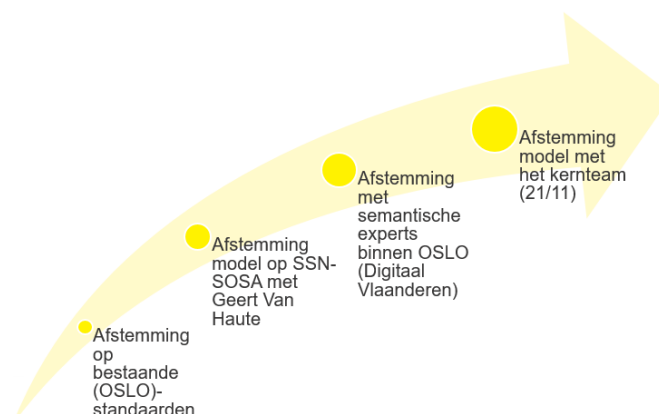 Afstemming
model met
het kernteam
(21/11)
Afstemming
met
semantische
experts
binnen OSLO
(Digitaal
Vlaanderen)
Afstemming
model op SSN-
SOSA met
Geert Van
Haute
Afstemming
op
bestaande
(OSLO)-
standaarden